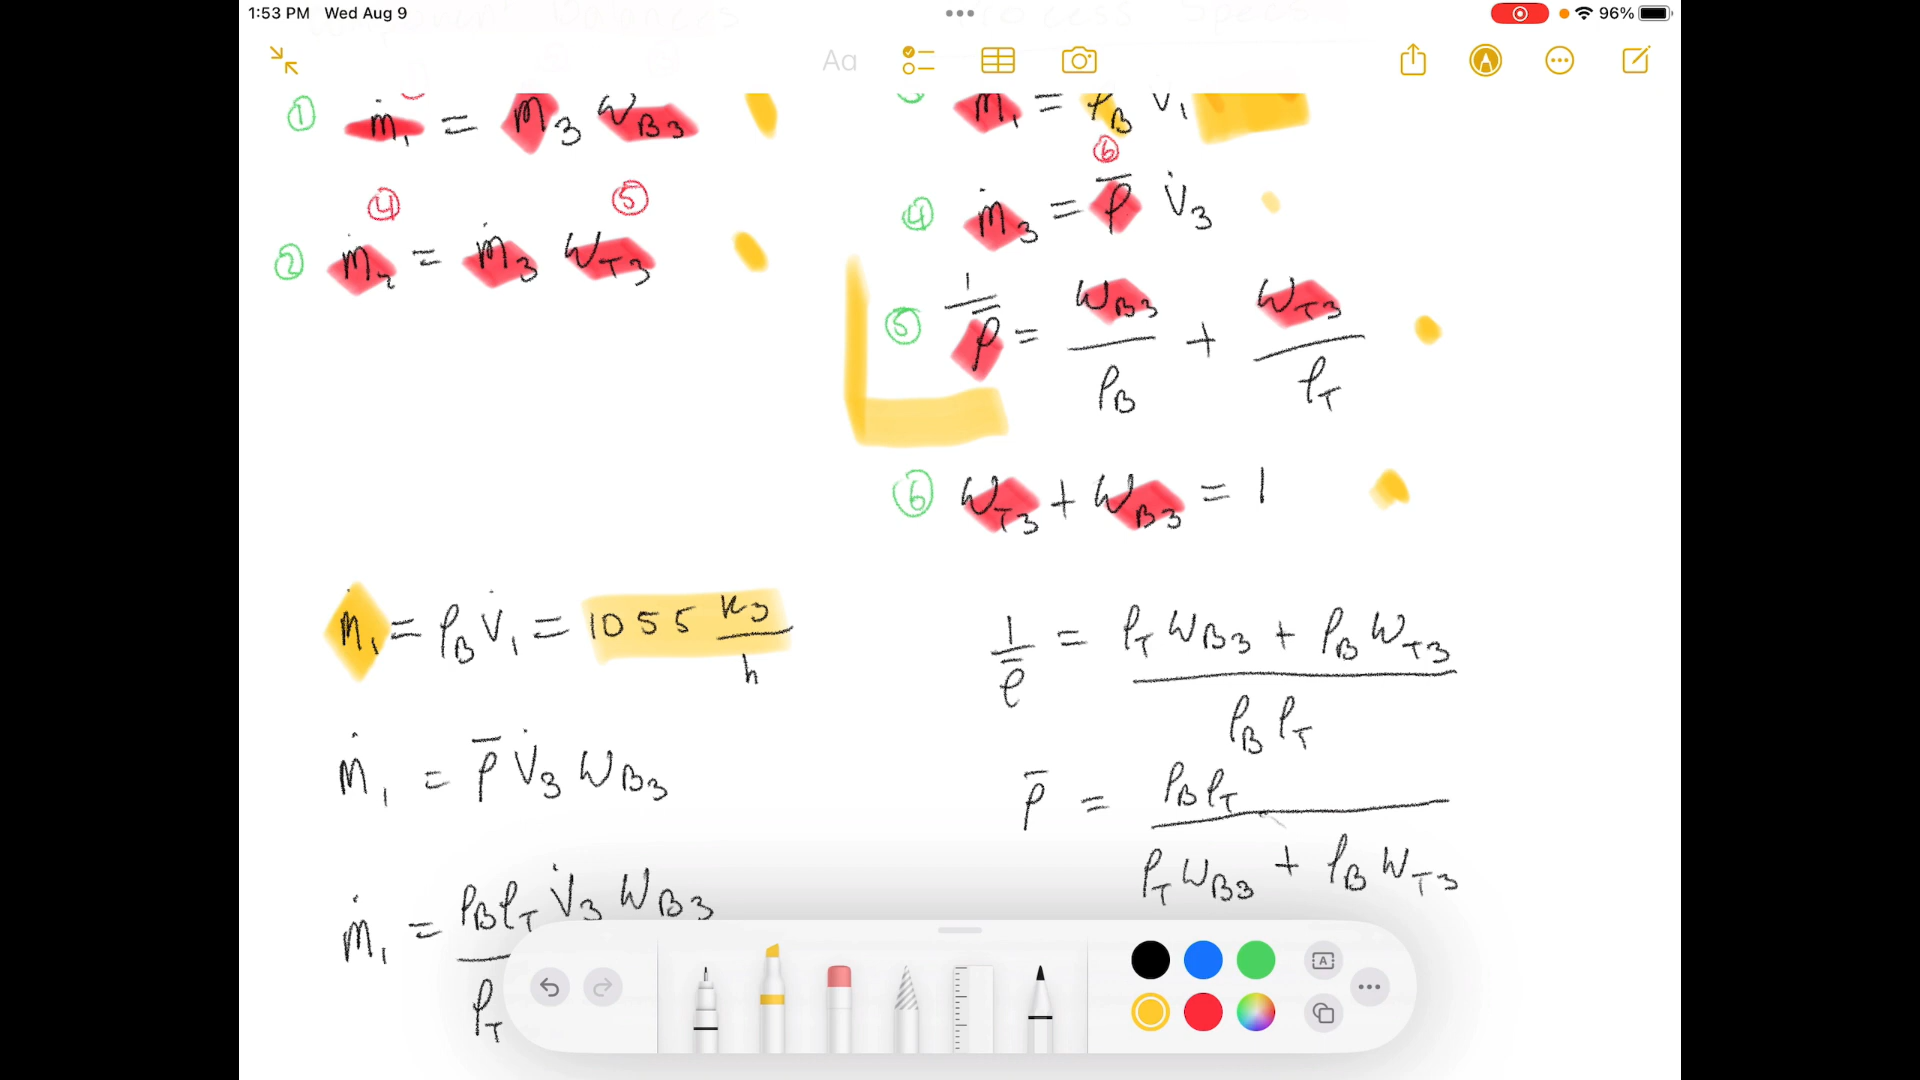 1:53 PM Wed Aug 9
96%
Aa
① ṁ₁ = ṁ₃ ω_B3
④ ⑤
② ṁ₂ = ṁ₃ ω_T3
ṁ₁ = ρ_B V̇₁
⑥
④ ṁ₃ = ρ̄ V̇₃
⑤ 1/ρ̄ = ω_B3/ρ_B + ω_T3/ρ_T
⑥ ω_T3 + ω_B3 = 1
ṁ₁ = ρ_B V̇₁ = 1055 kg/h
ṁ₁ = ρ̄ V̇₃ ω_B3
ṁ₁ = ρ_B ρ_T V̇₃ ω_B3
ρ_T
1/ρ̄ = (ρ_T ω_B3 + ρ_B ω_T3)/(ρ_B ρ_T)
ρ̄ = ρ_B ρ_T/(ρ_T ω_B3 + ρ_B ω_T3)
A